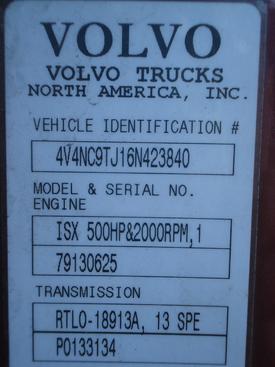 VOLVO
VOLVO TRUCKS
NORTH AMERICA, INC.
VEHICLE IDENTIFICATION #
4V4NC9TJ16N423840
MODEL & SERIAL NO.
ENGINE
ISX 500HP&2000RPM,1
79130625
TRANSMISSION
RTLO-18913A, 13 SPE
PO133134